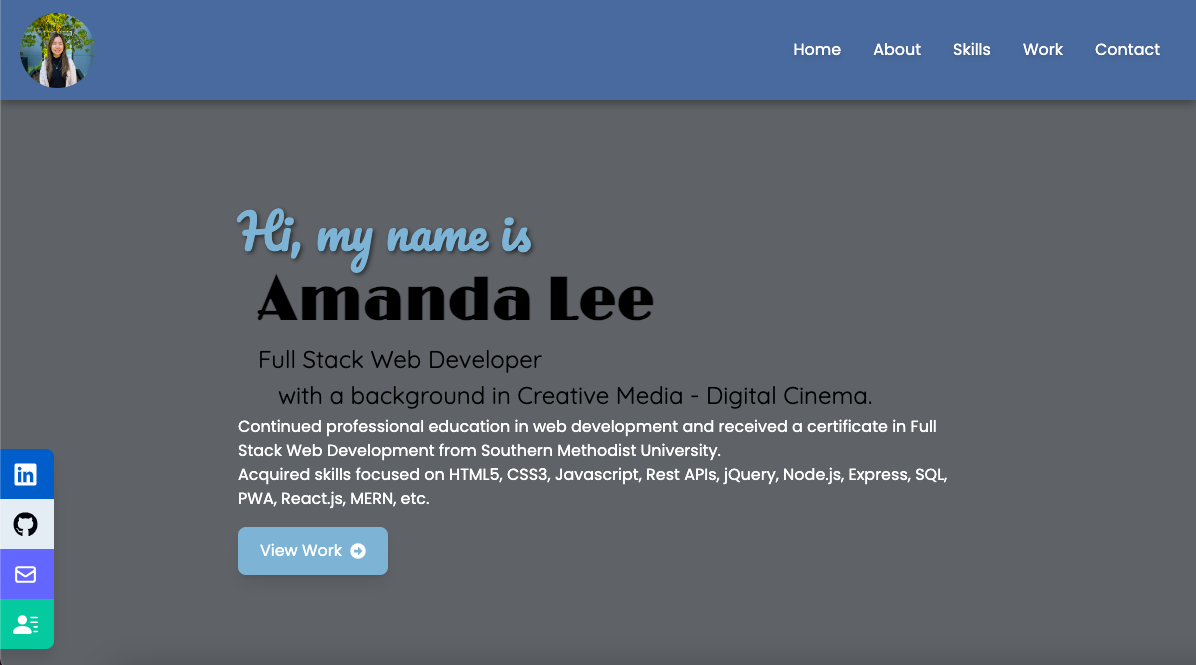 Home About Skills Work Contact
Hi, my name is
Amanda Lee
Full Stack Web Developer
with a background in Creative Media - Digital Cinema.
Continued professional education in web development and received a certificate in Full
Stack Web Development from Southern Methodist University.
Acquired skills focused on HTML5, CSS3, Javascript, Rest APIs, jQuery, Node.js, Express, SQL,
PWA, React.js, MERN, etc.
View Work
in